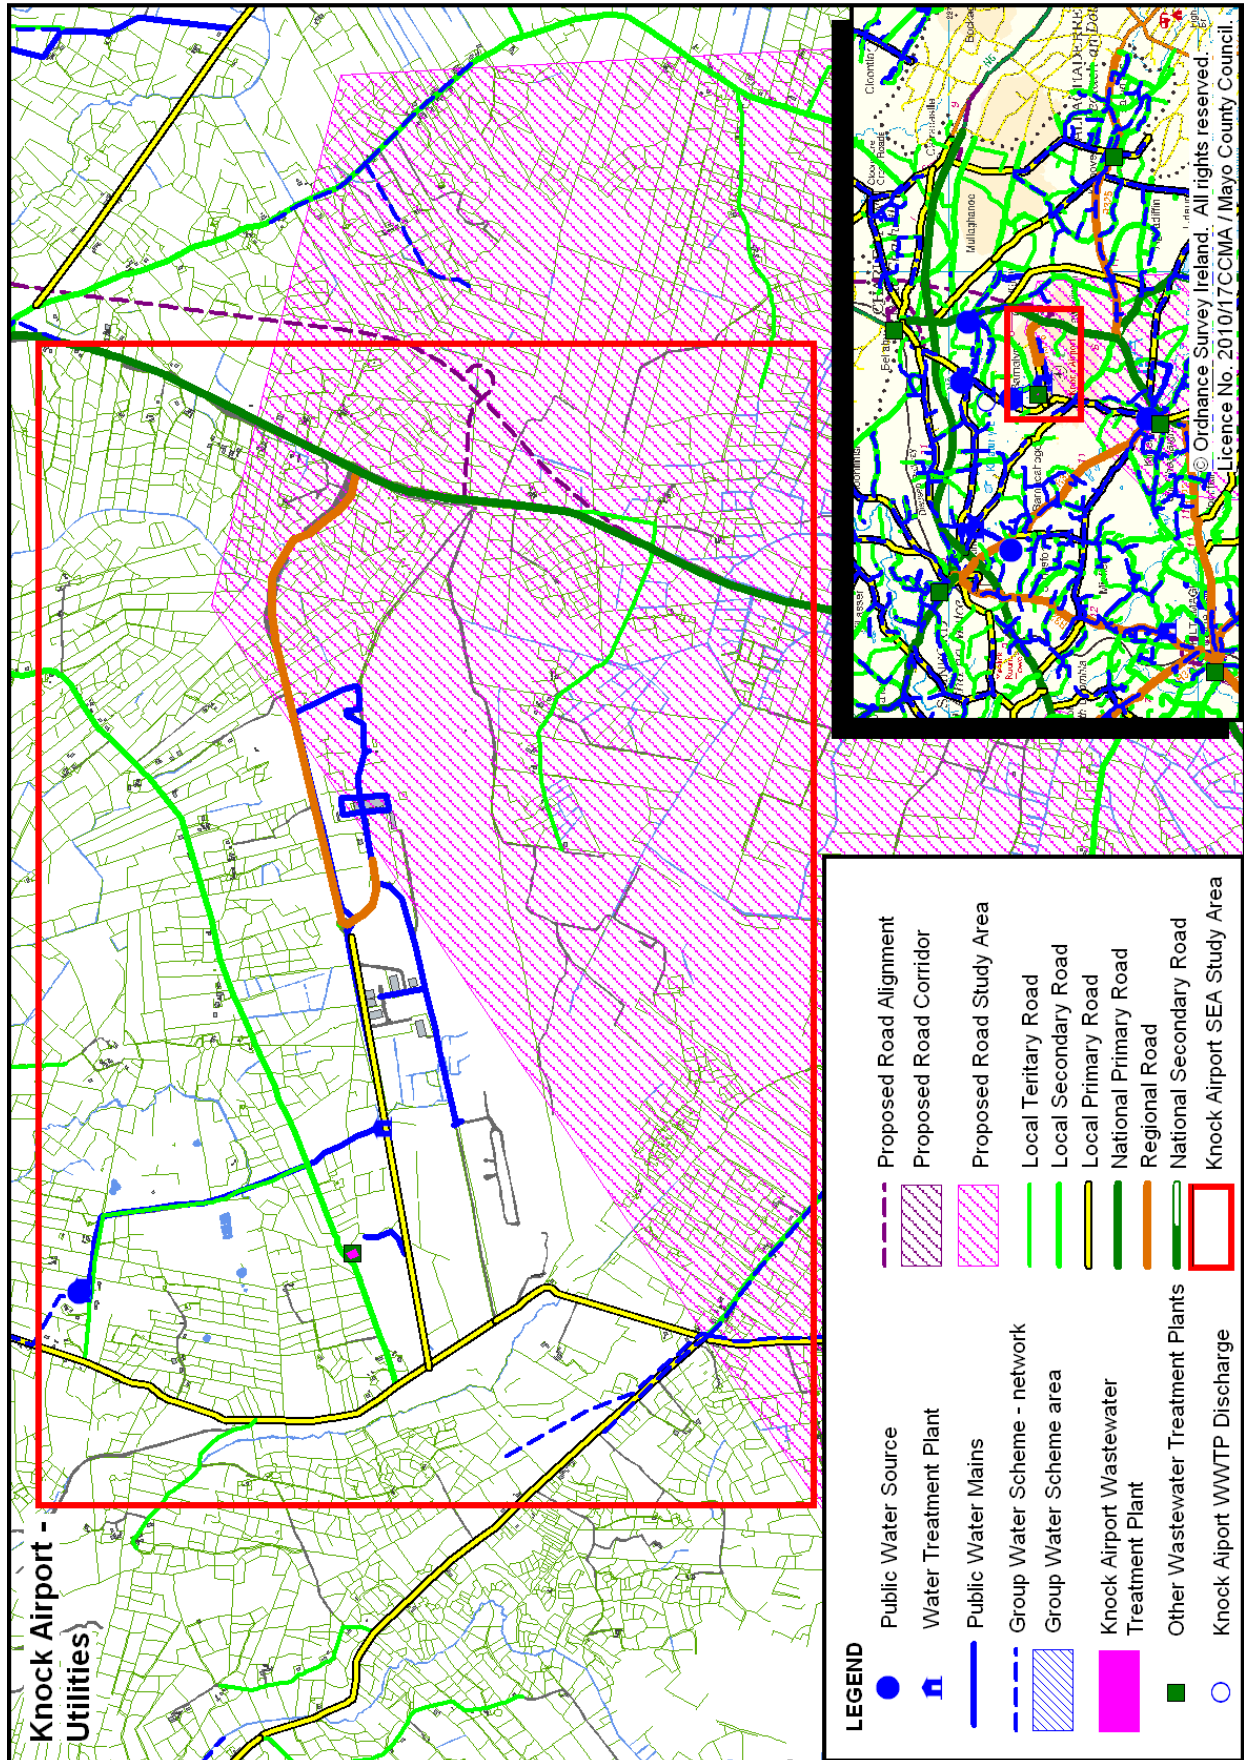 Knock Airport -
Utilities
LEGEND
Public Water Source
Water Treatment Plant
Public Water Mains
Group Water Scheme - network
Group Water Scheme area
Knock Airport Wastewater
Treatment Plant
Other Wastewater Treatment Plants
Knock Aiport WWTP Discharge
Proposed Road Alignment
Proposed Road Corridor
Proposed Road Study Area
Local Teritary Road
Local Secondary Road
Local Primary Road
National Primary Road
Regional Road
National Secondary Road
Knock Airport SEA Study Area
Mullaghanoc
N5
© Ordnance Survey Ireland. All rights reserved.
Licence No. 2010/17CCMA / Mayo County Council.